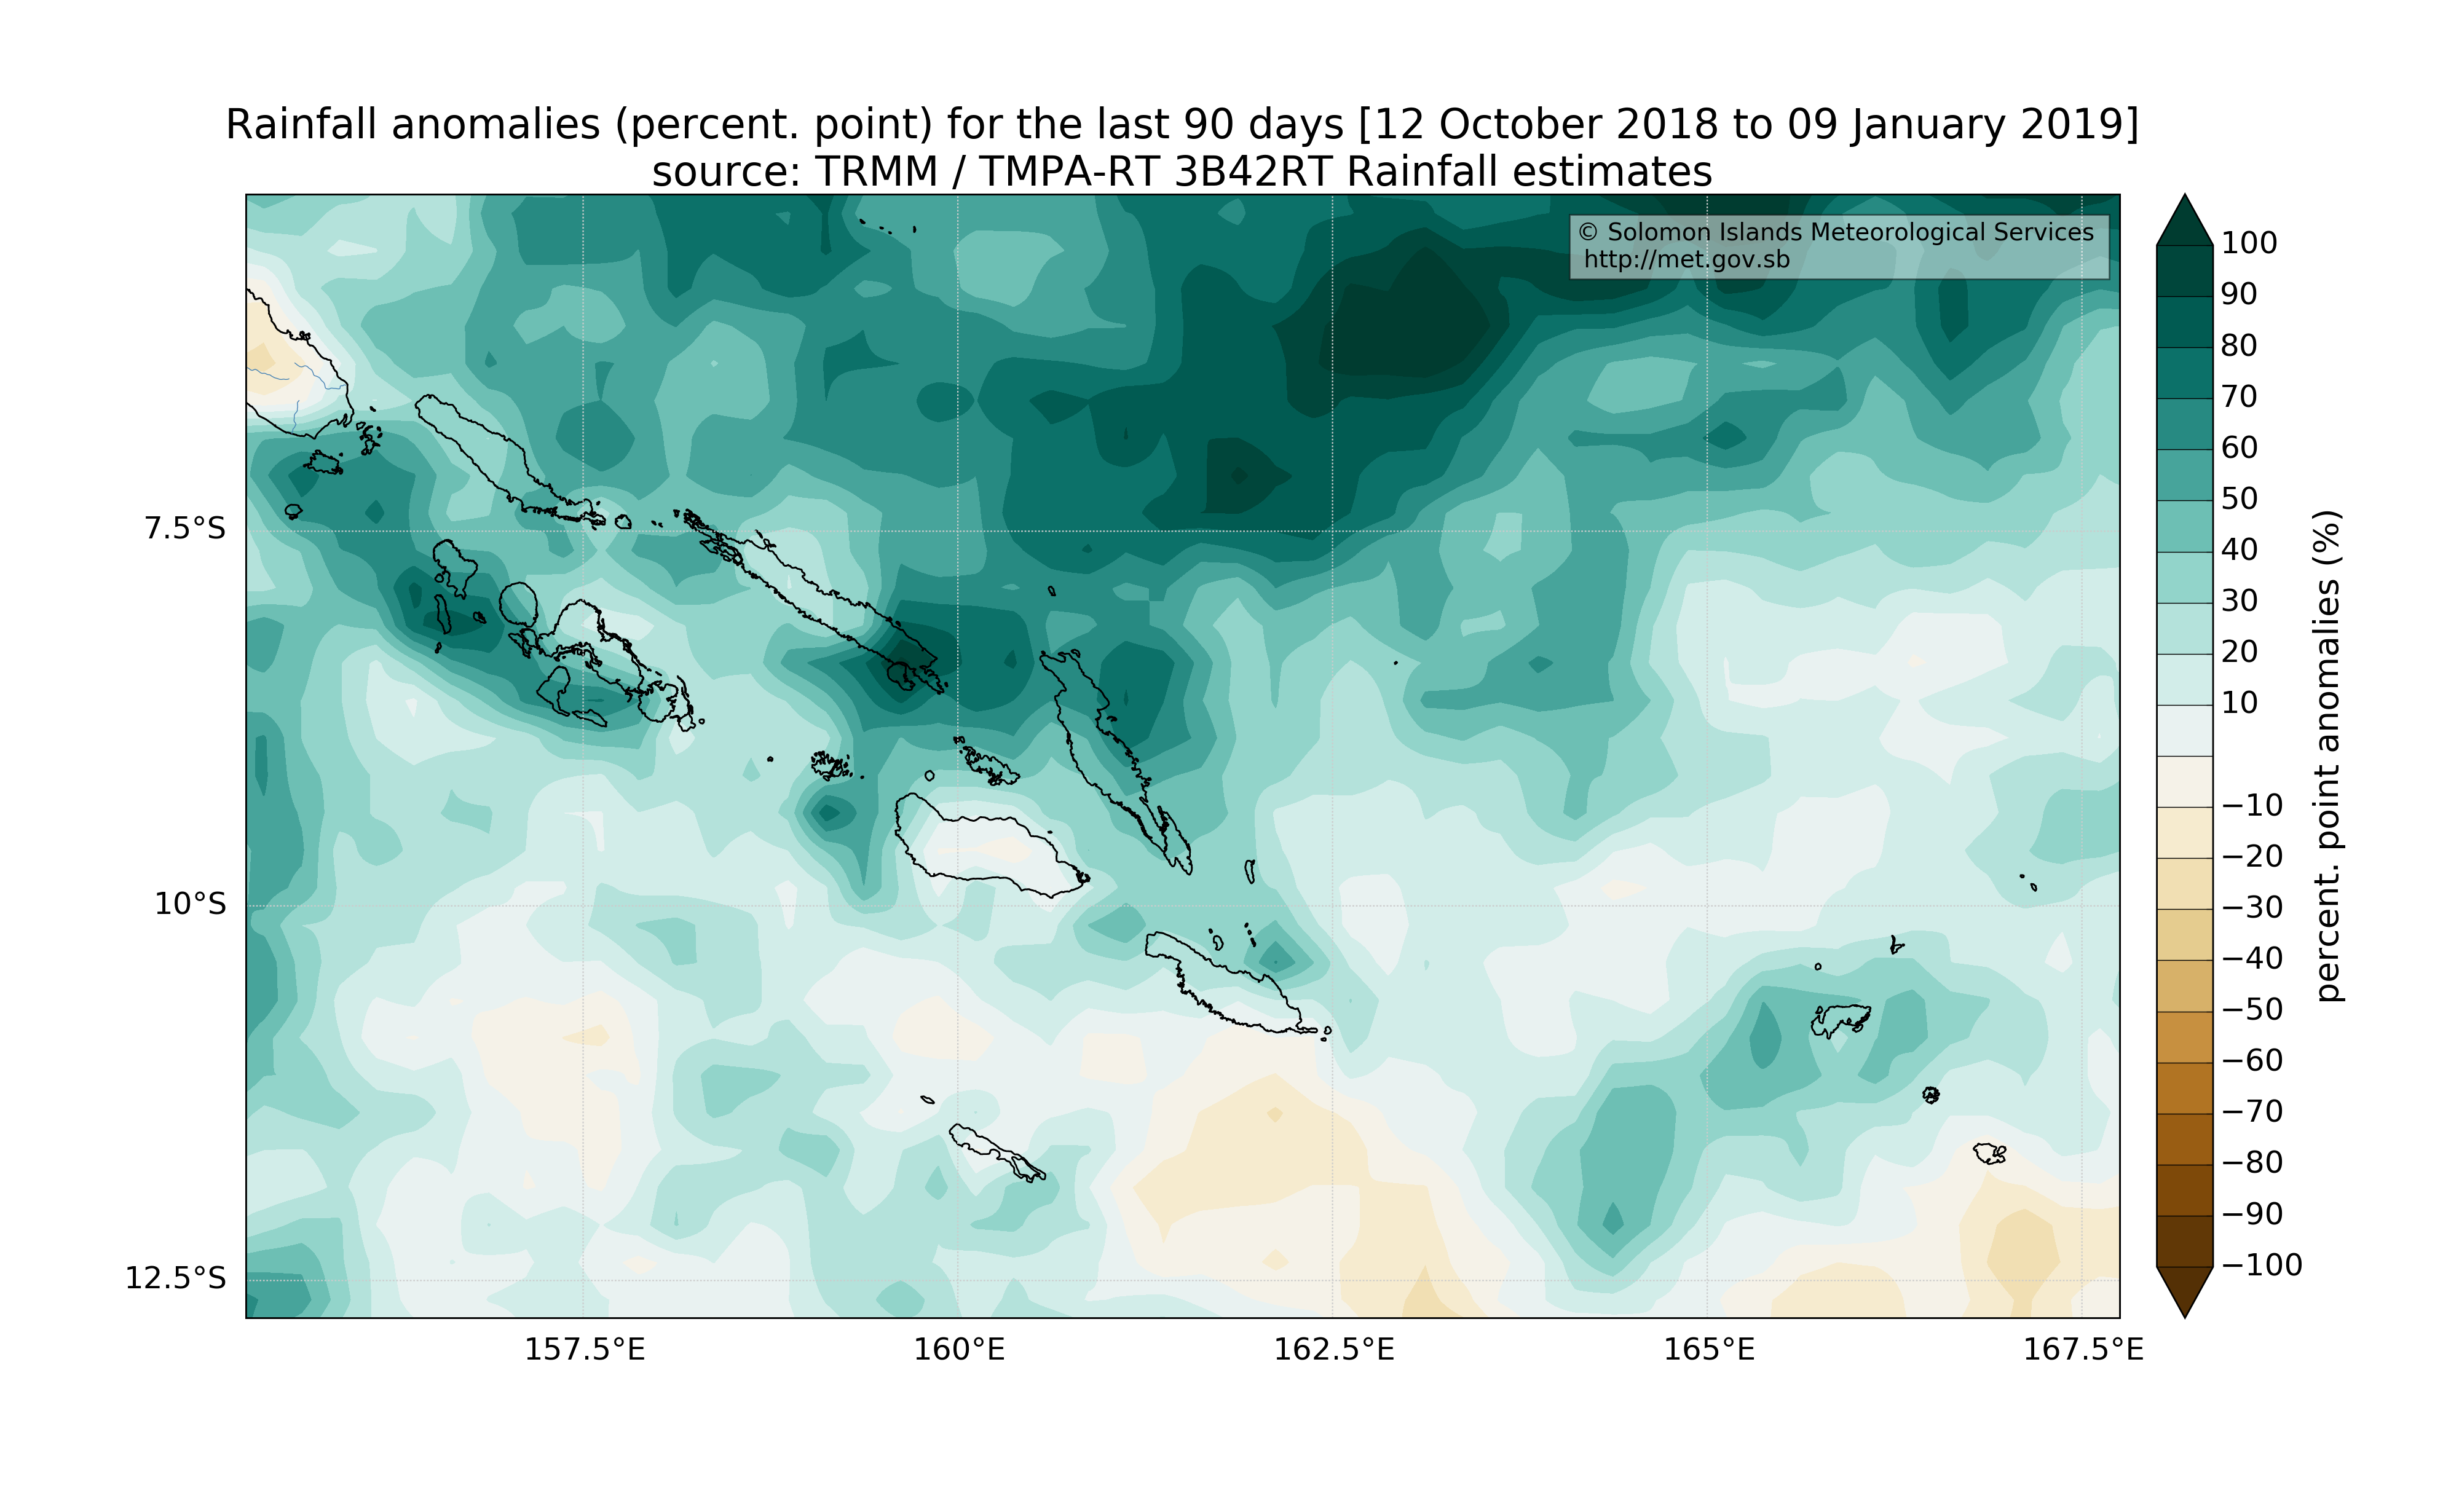 Rainfall anomalies (percent. point) for the last 90 days [12 October 2018 to 09 January 2019]
source: TRMM / TMPA-RT 3B42RT Rainfall estimates
© Solomon Islands Meteorological Services
http://met.gov.sb
7.5°S
10°S
12.5°S
157.5°E
160°E
162.5°E
165°E
167.5°E
100
90
80
70
60
50
40
30
20
10
−10
−20
−30
−40
−50
−60
−70
−80
−90
−100
percent. point anomalies (%)